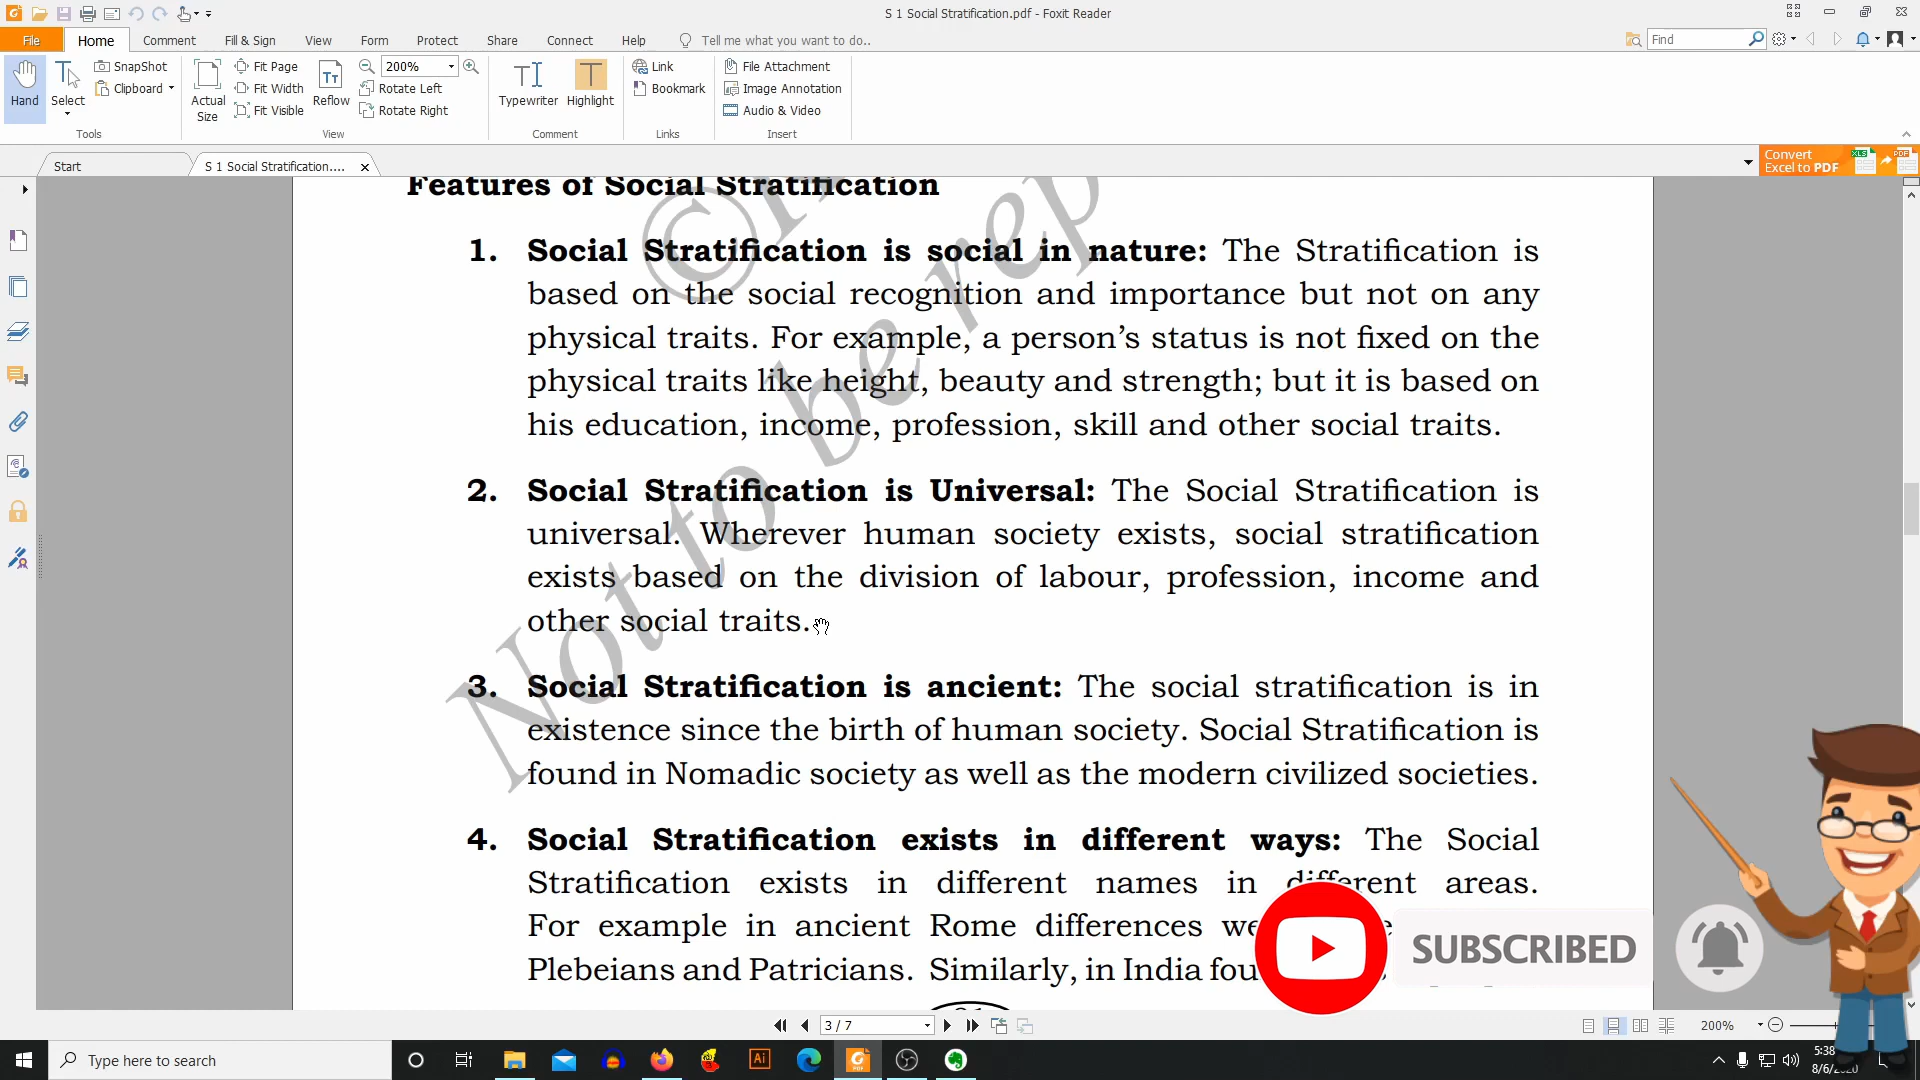 S 1 Social Stratification.pdf - Foxit Reader
File Home Comment Fill & Sign View Form Protect Share Connect Help Tell me what you want to do.. Find
Hand
Select
SnapShot
Clipboard
Tools
Actual Size
Fit Page
Fit Width
Fit Visible
Reflow
200%
Rotate Left
Rotate Right
View
Typewriter
Highlight
Comment
Link
Bookmark
Links
File Attachment
Image Annotation
Audio & Video
Insert
Start
S 1 Social Stratification....
Convert
Excel to PDF
XLS
PDF
Features of Social Stratification
1. Social Stratification is social in nature: The Stratification is
based on the social recognition and importance but not on any
physical traits. For example, a person's status is not fixed on the
physical traits like height, beauty and strength; but it is based on
his education, income, profession, skill and other social traits.
2. Social Stratification is Universal: The Social Stratification is
universal. Wherever human society exists, social stratification
exists based on the division of labour, profession, income and
other social traits.
3. Social Stratification is ancient: The social stratification is in
existence since the birth of human society. Social Stratification is
found in Nomadic society as well as the modern civilized societies.
4. Social Stratification exists in different ways: The Social
Stratification exists in different names in different areas.
For example in ancient Rome differences
Plebeians and Patricians. Similarly, in India
Not to be rep
SUBSCRIBED
3 / 7
200%
Type here to search
Ai
5:38